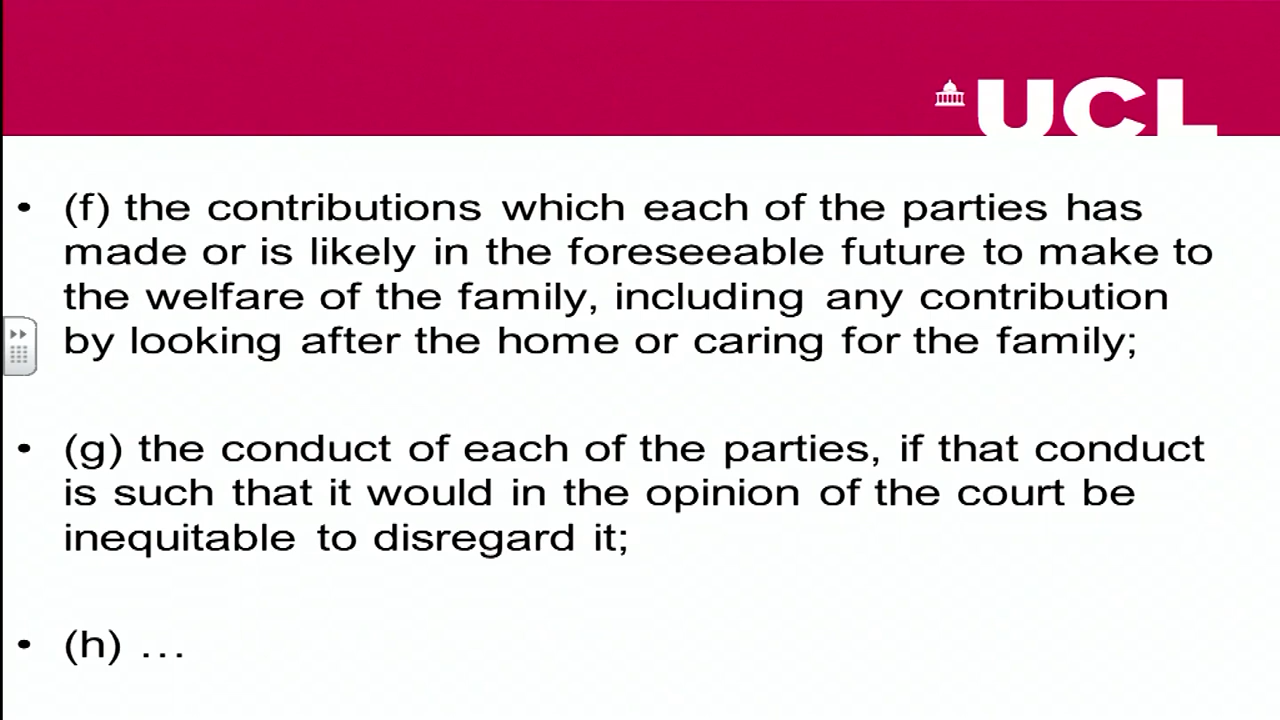 UCL
• (f) the contributions which each of the parties has
made or is likely in the foreseeable future to make to
the welfare of the family, including any contribution
by looking after the home or caring for the family;
• (g) the conduct of each of the parties, if that conduct
is such that it would in the opinion of the court be
inequitable to disregard it;
• (h) ...